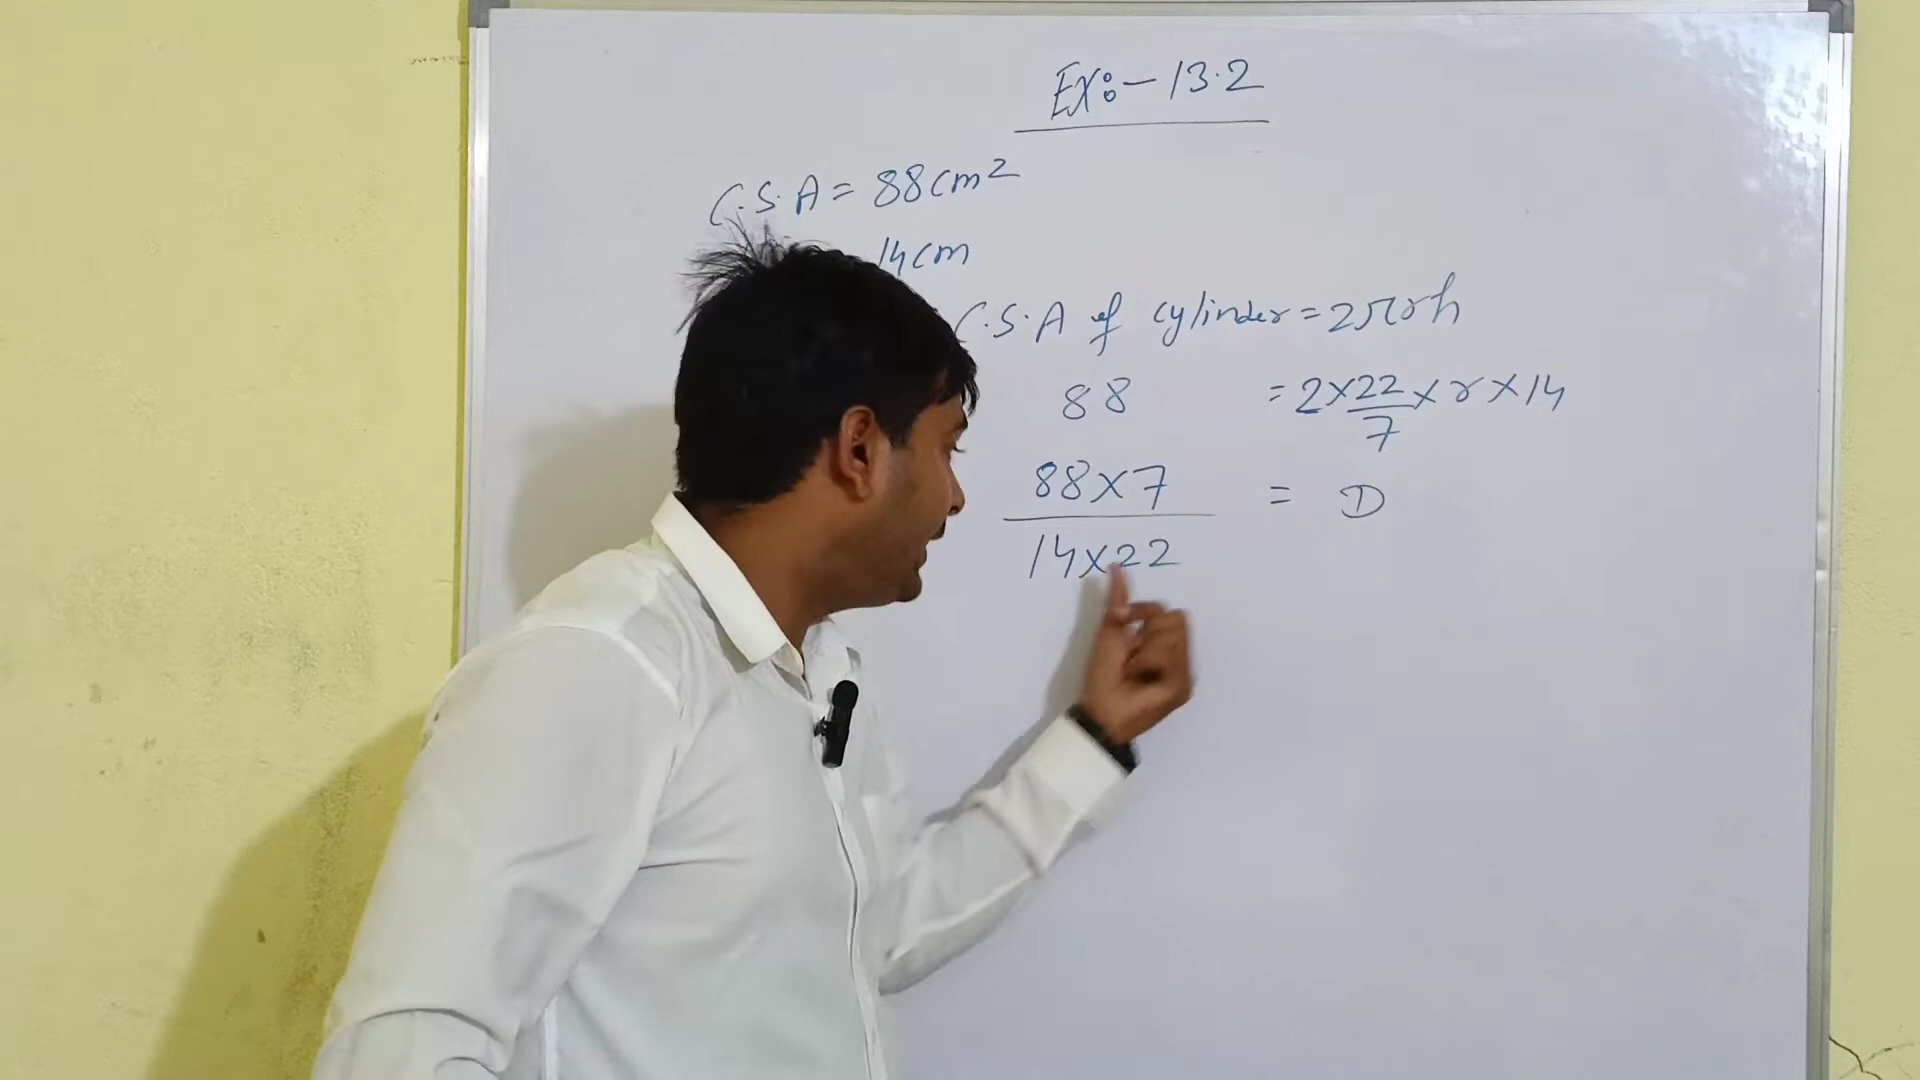 Ex:- 13.2
C.S.A = 88cm²
14cm
C.S.A of cylinder = 2πrh
88 = 2×22/7×r×14
88×7/14×22 = D